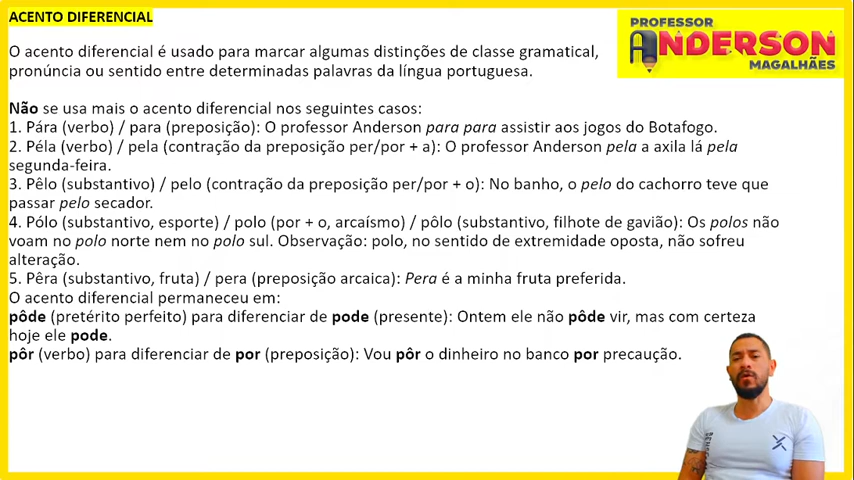 ACENTO DIFERENCIAL
PROFESSOR
ANDERSON
MAGALHÃES
O acento diferencial é usado para marcar algumas distinções de classe gramatical,
pronúncia ou sentido entre determinadas palavras da língua portuguesa.
Não se usa mais o acento diferencial nos seguintes casos:
1. Pára (verbo) / para (preposição): O professor Anderson para para assistir aos jogos do Botafogo.
2. Péla (verbo) / pela (contração da preposição per/por + a): O professor Anderson pela a axila lá pela
segunda-feira.
3. Pêlo (substantivo) / pelo (contração da preposição per/por + o): No banho, o pelo do cachorro teve que
passar pelo secador.
4. Pólo (substantivo, esporte) / polo (por + o, arcaísmo) / pôlo (substantivo, filhote de gavião): Os polos não
voam no polo norte nem no polo sul. Observação: polo, no sentido de extremidade oposta, não sofreu
alteração.
5. Pêra (substantivo, fruta) / pera (preposição arcaica): Pera é a minha fruta preferida.
O acento diferencial permaneceu em:
pôde (pretérito perfeito) para diferenciar de pode (presente): Ontem ele não pôde vir, mas com certeza
hoje ele pode.
pôr (verbo) para diferenciar de por (preposição): Vou pôr o dinheiro no banco por precaução.